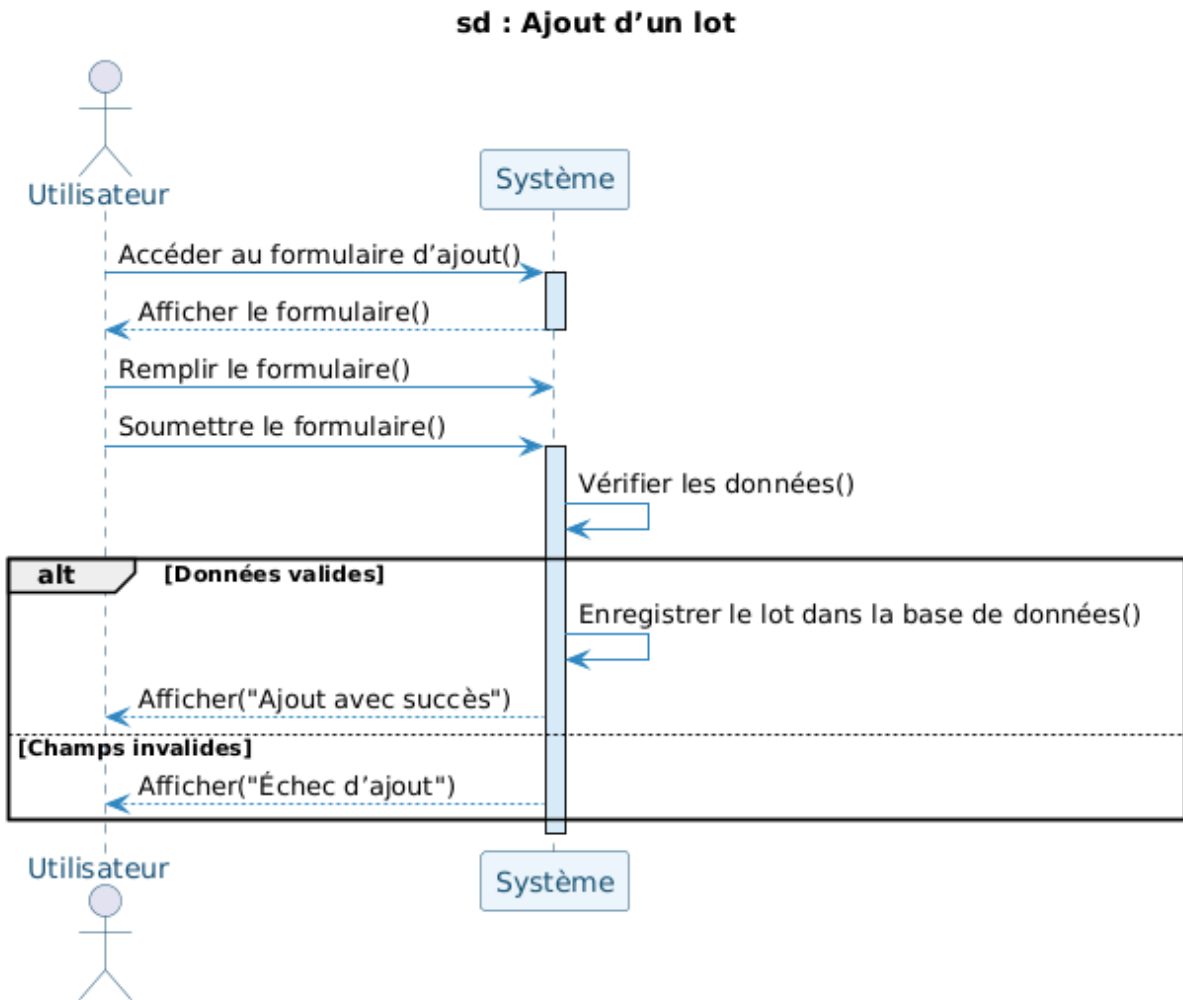 sd : Ajout d’un lot
Utilisateur
Système
Accéder au formulaire d’ajout()
Afficher le formulaire()
Remplir le formulaire()
Soumettre le formulaire()
Vérifier les données()
alt [Données valides]
Enregistrer le lot dans la base de données()
Afficher("Ajout avec succès")
[Champs invalides]
Afficher("Échec d’ajout")
Utilisateur
Système